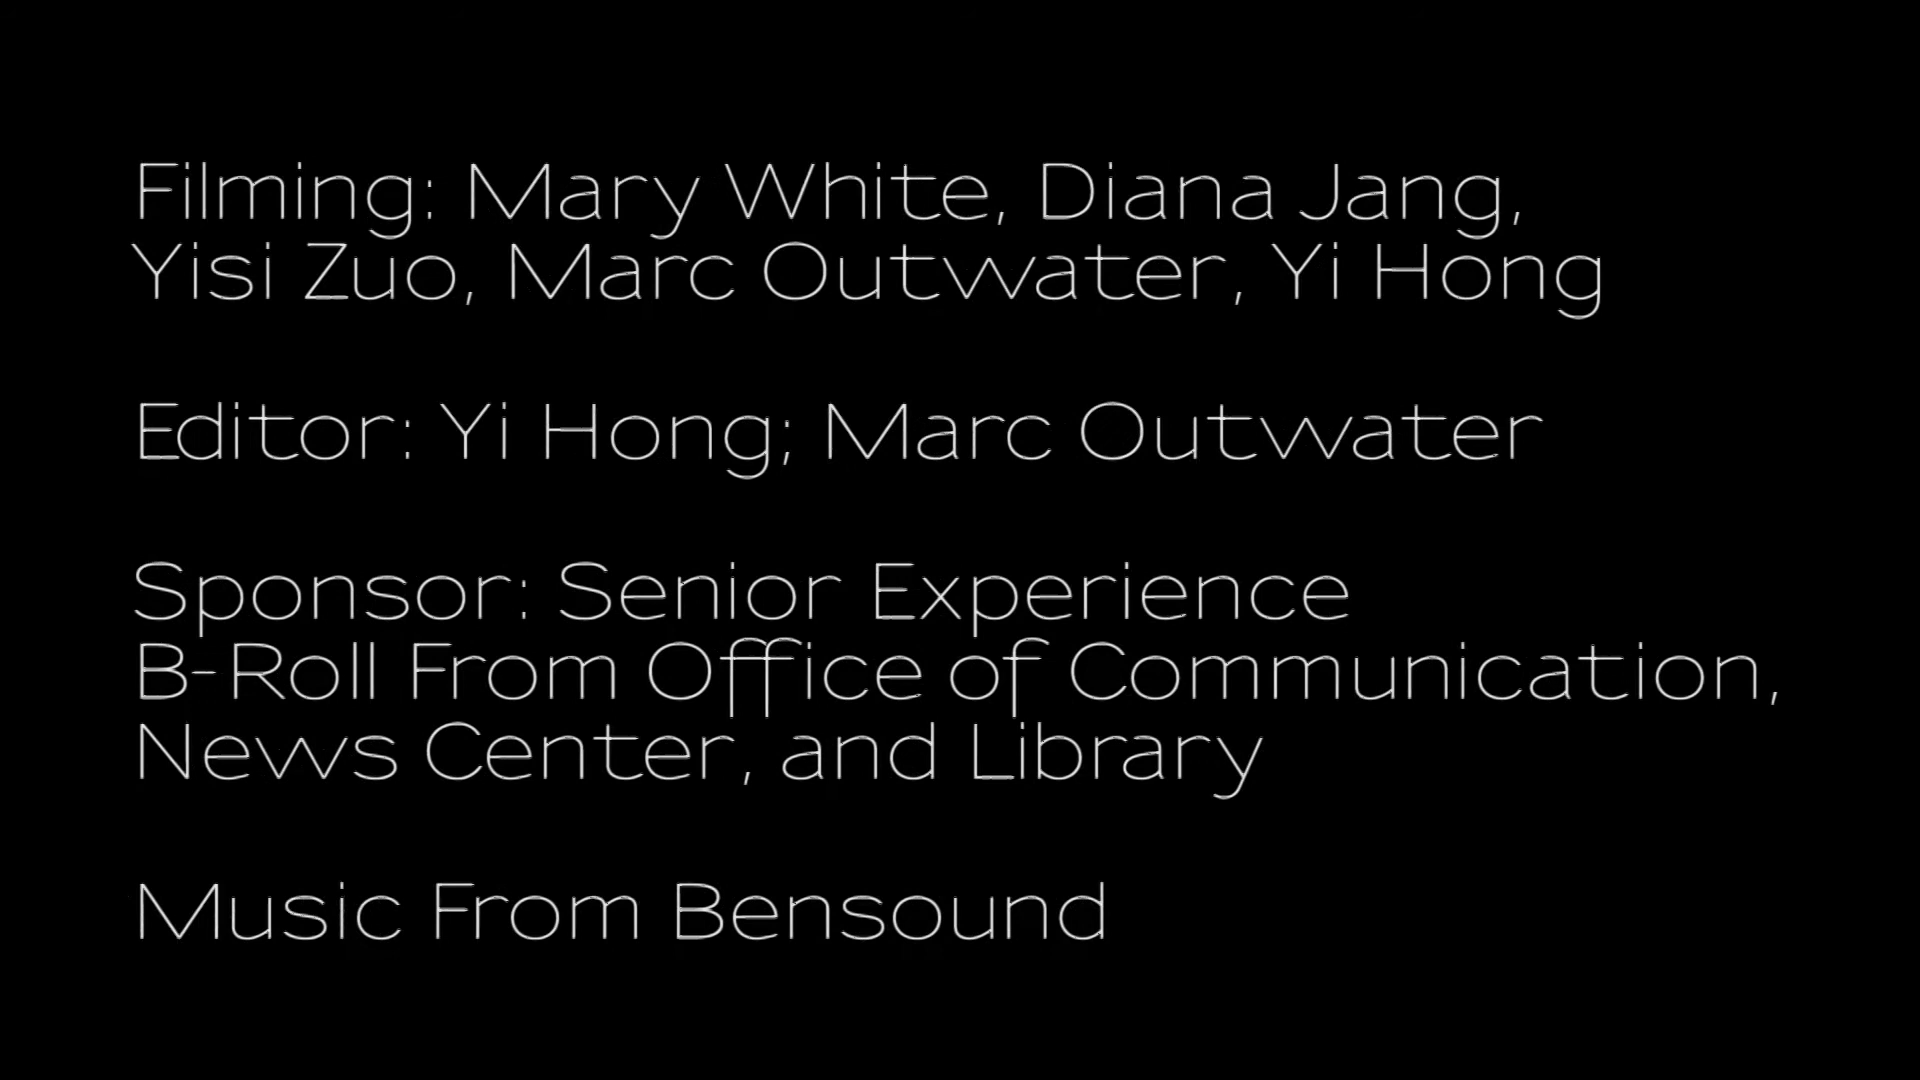 Filming: Mary White, Diana Jang,
Yisi Zuo, Marc Outwater, Yi Hong
Editor: Yi Hong; Marc Outwater
Sponsor: Senior Experience
B-Roll From Office of Communication,
News Center, and Library
Music From Bensound